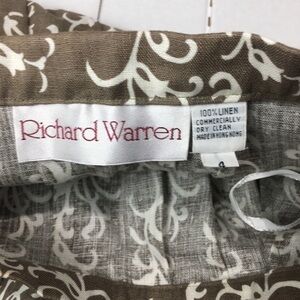 Richard Warren
100% LINEN
COMMERCIALLY
DRY CLEAN
MADE IN HONG KONG